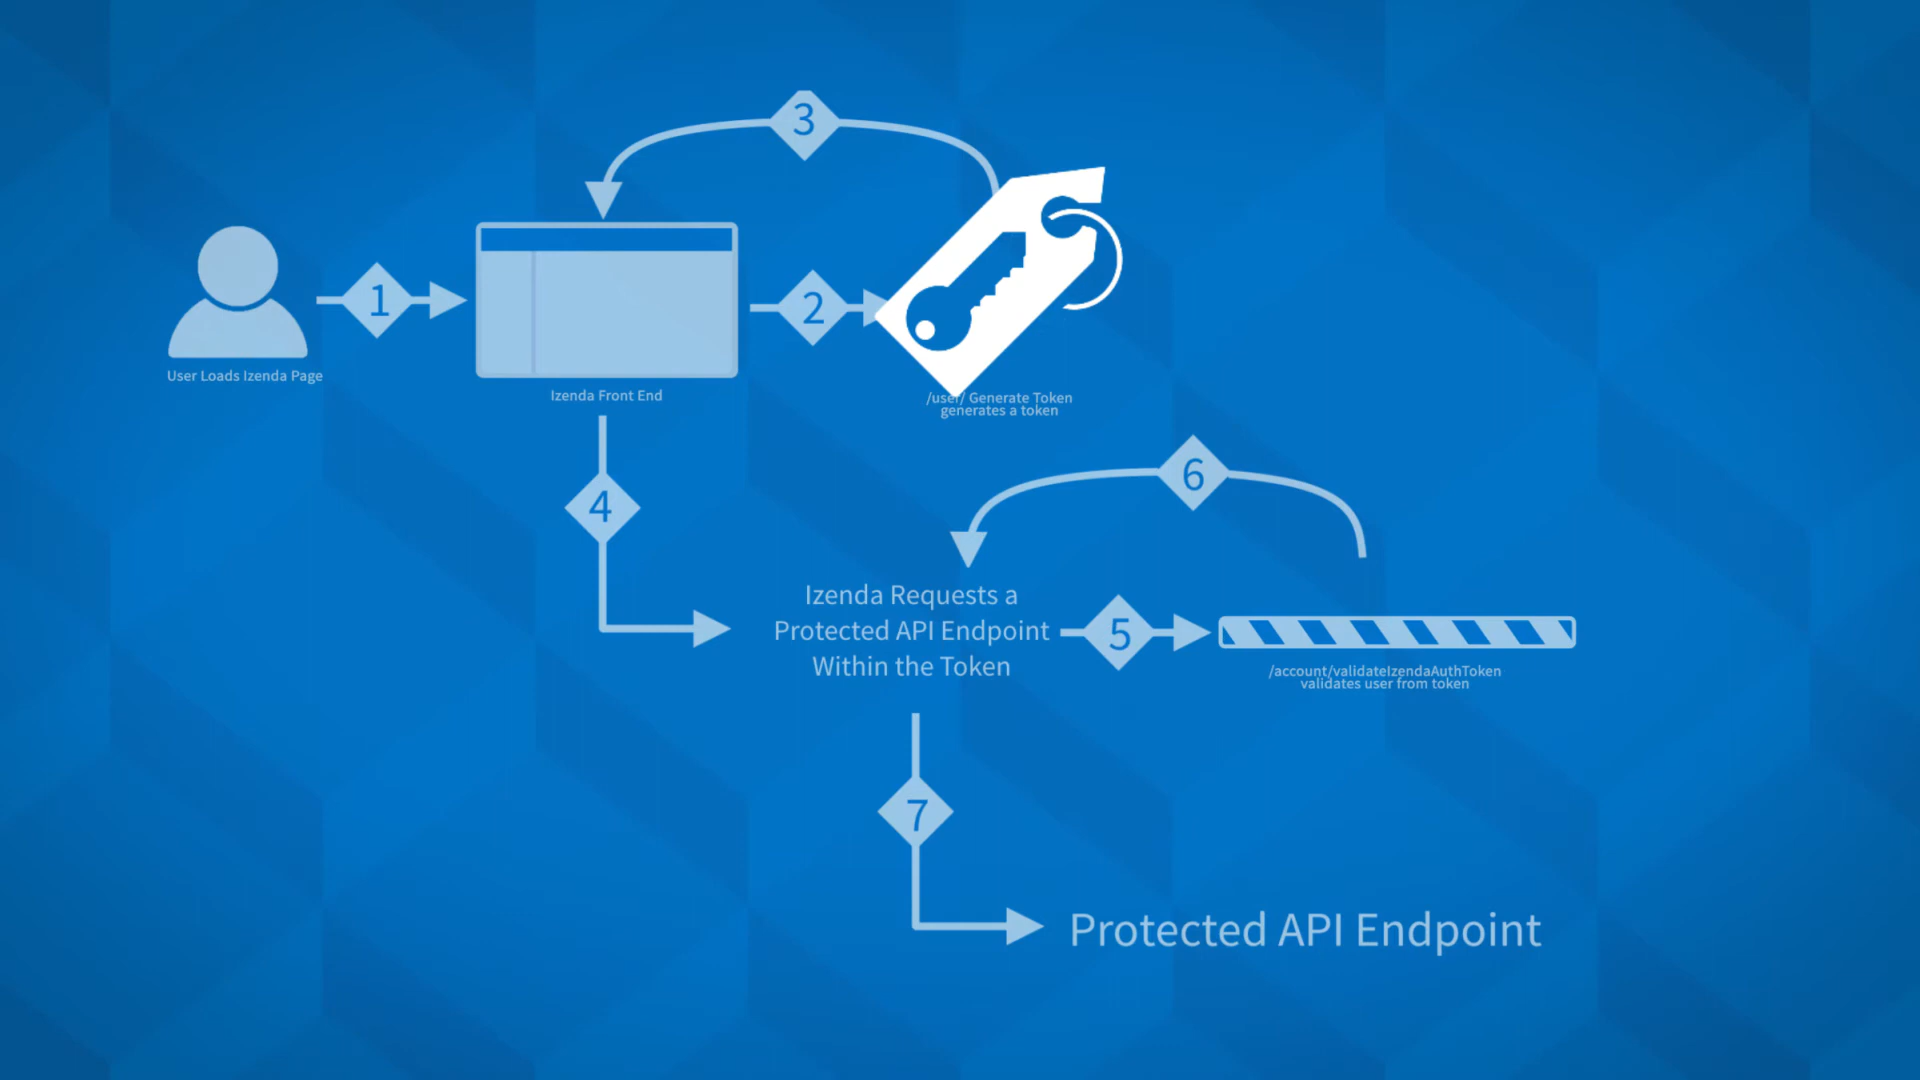 3
1
2
User Loads Izenda Page
Izenda Front End
/user/ Generate Token
generates a token
6
4
Izenda Requests a
Protected API Endpoint
Within the Token
5
/account/validateIzendaAuthToken
validates user from token
7
Protected API Endpoint